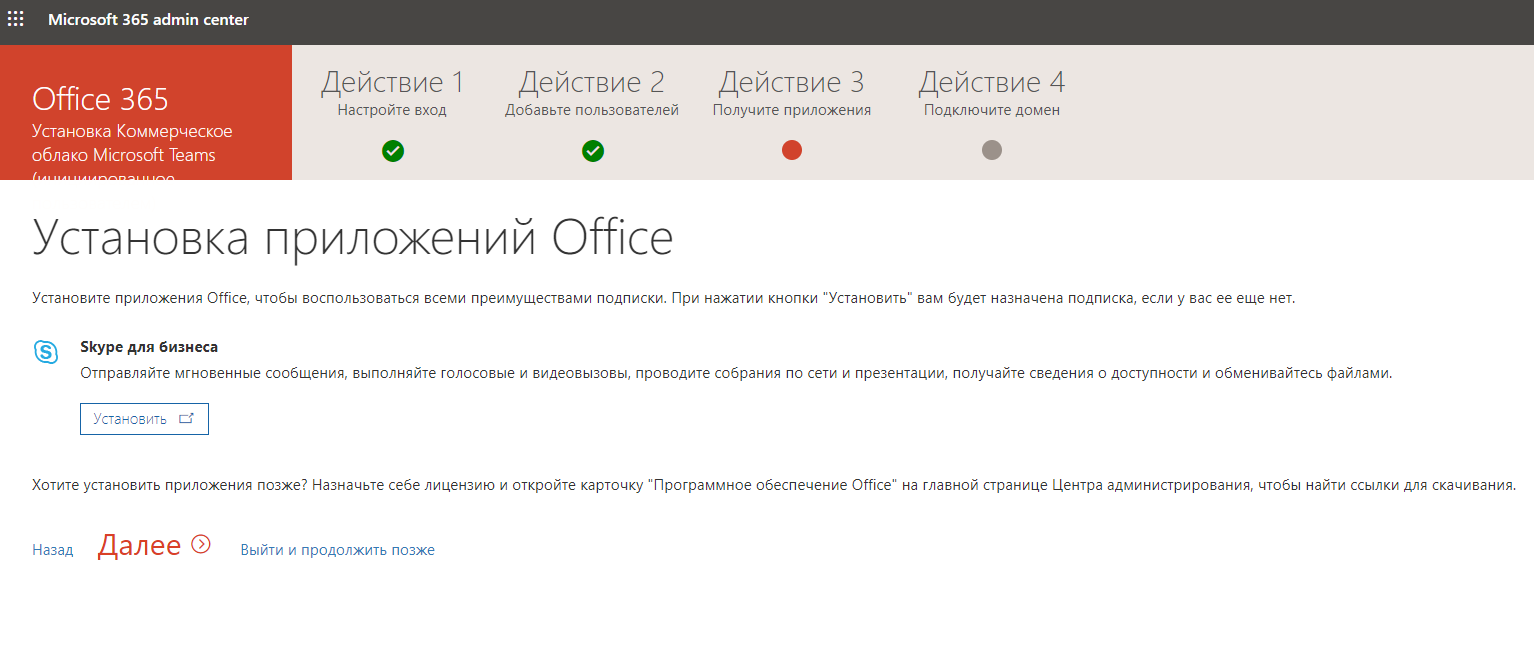 Microsoft 365 admin center
Office 365
Установка Коммерческое
облако Microsoft Teams
(инициированное
Действие 1
Настройте вход
Действие 2
Добавьте пользователей
Действие 3
Получите приложения
Действие 4
Подключите домен
Установка приложений Office
Установите приложения Office, чтобы воспользоваться всеми преимуществами подписки. При нажатии кнопки "Установить" вам будет назначена подписка, если у вас ее еще нет.
Skype для бизнеса
Отправляйте мгновенные сообщения, выполняйте голосовые и видеовызовы, проводите собрания по сети и презентации, получайте сведения о доступности и обменивайтесь файлами.
Установить
Хотите установить приложения позже? Назначьте себе лицензию и откройте карточку "Программное обеспечение Office" на главной странице Центра администрирования, чтобы найти ссылки для скачивания.
Назад Далее Выйти и продолжить позже